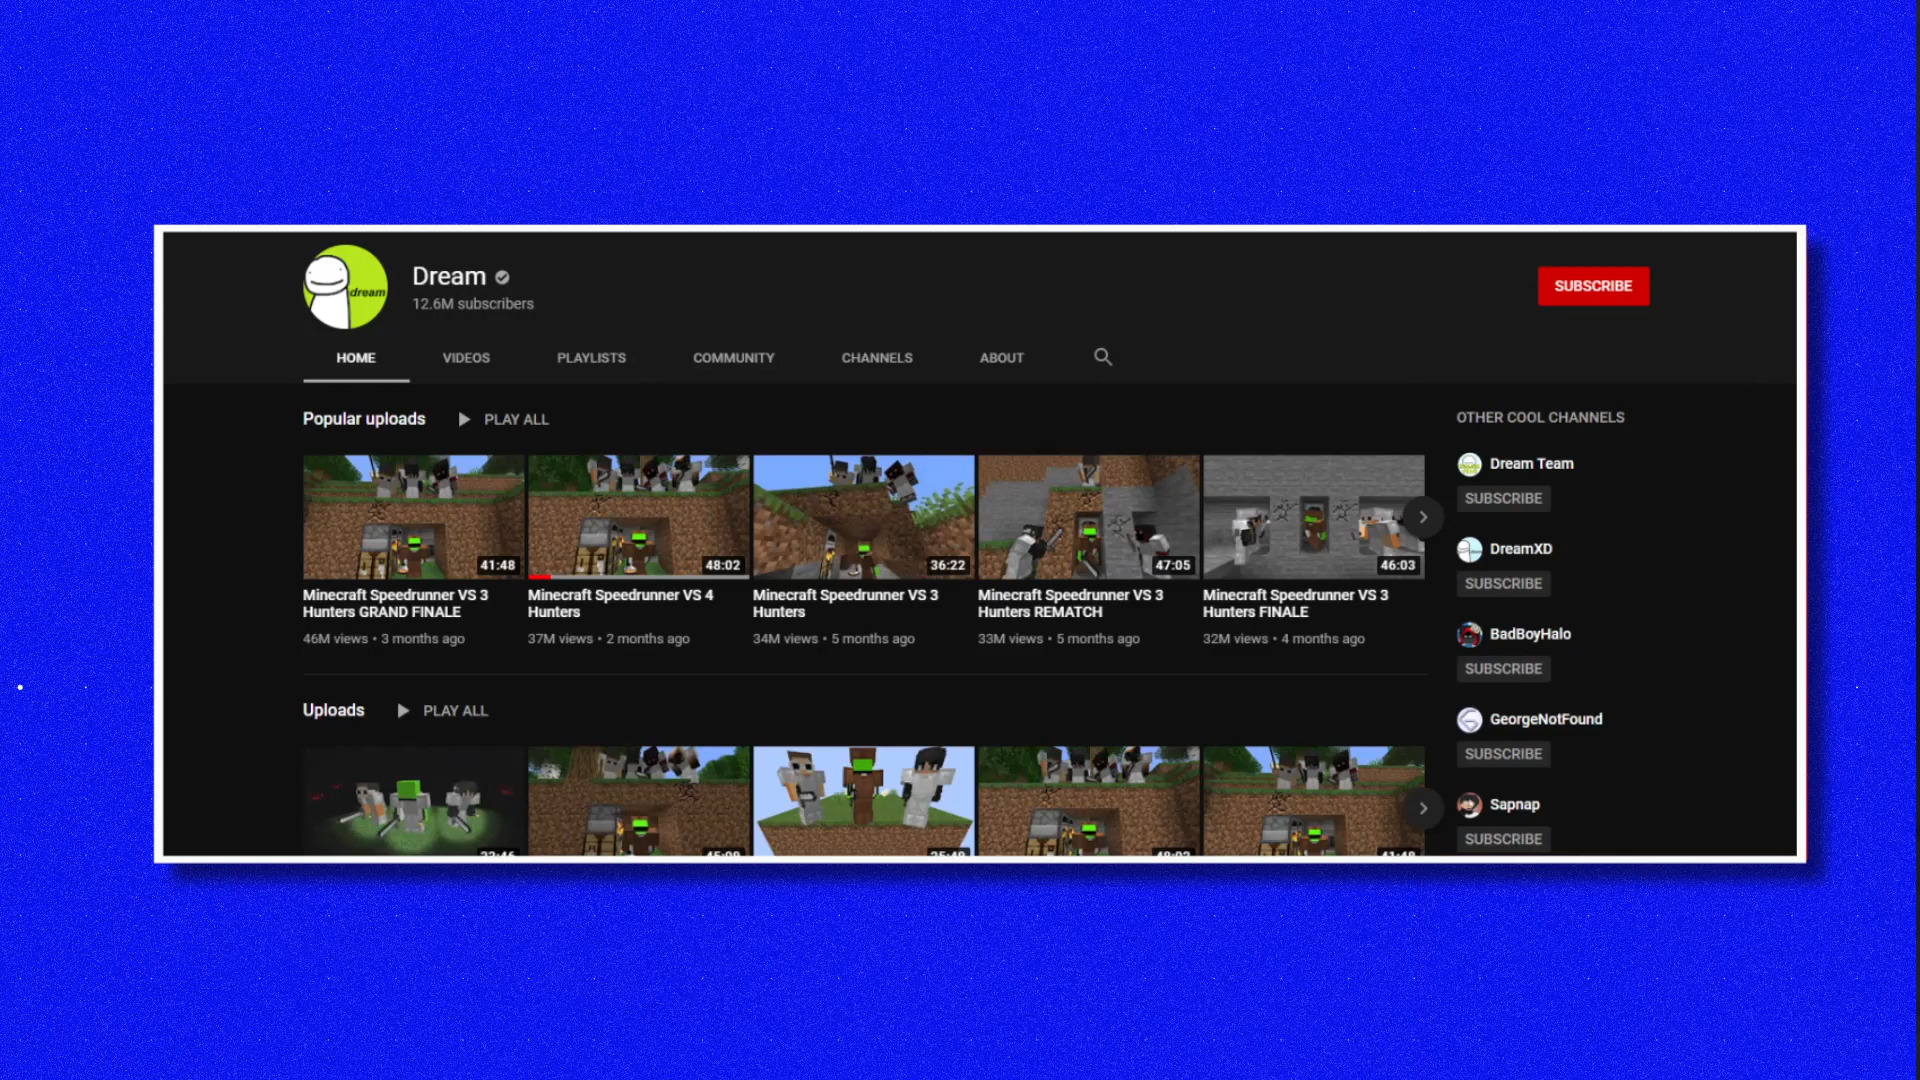 dream
Dream
12.6M subscribers
SUBSCRIBE
HOME VIDEOS PLAYLISTS COMMUNITY CHANNELS ABOUT
Popular uploads PLAY ALL
41:48 48:02 36:22 47:05 46:03
Minecraft Speedrunner VS 3
Hunters GRAND FINALE
46M views • 3 months ago
Minecraft Speedrunner VS 4
Hunters
37M views • 2 months ago
Minecraft Speedrunner VS 3
Hunters
34M views • 5 months ago
Minecraft Speedrunner VS 3
Hunters REMATCH
33M views • 5 months ago
Minecraft Speedrunner VS 3
Hunters FINALE
32M views • 4 months ago
Uploads PLAY ALL
OTHER COOL CHANNELS
Dream Team
SUBSCRIBE
DreamXD
SUBSCRIBE
BadBoyHalo
SUBSCRIBE
GeorgeNotFound
SUBSCRIBE
Sapnap
SUBSCRIBE